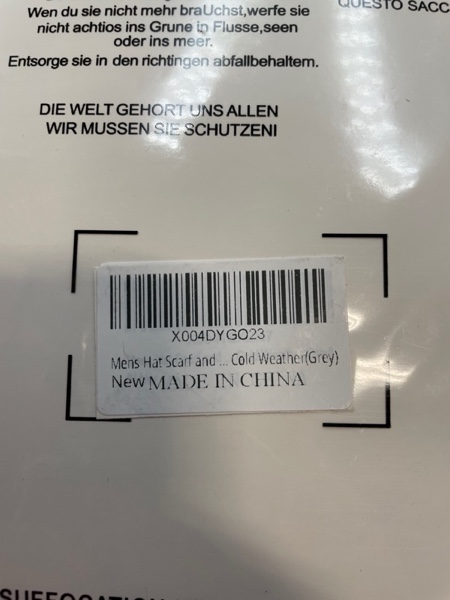 Wen du sie nicht mehr braUchst,werfe sie
nicht achtios ins Grune in Flusse,seen
oder ins meer.
Entsorge sie in den richtingen abfallbehaltem.
QUESTO SACC
DIE WELT GEHORT UNS ALLEN
WIR MUSSEN SIE SCHUTZENI
X004DYGO23
Mens Hat Scarf and ... Cold Weather(Grey)
New MADE IN CHINA
SUFFOCATION